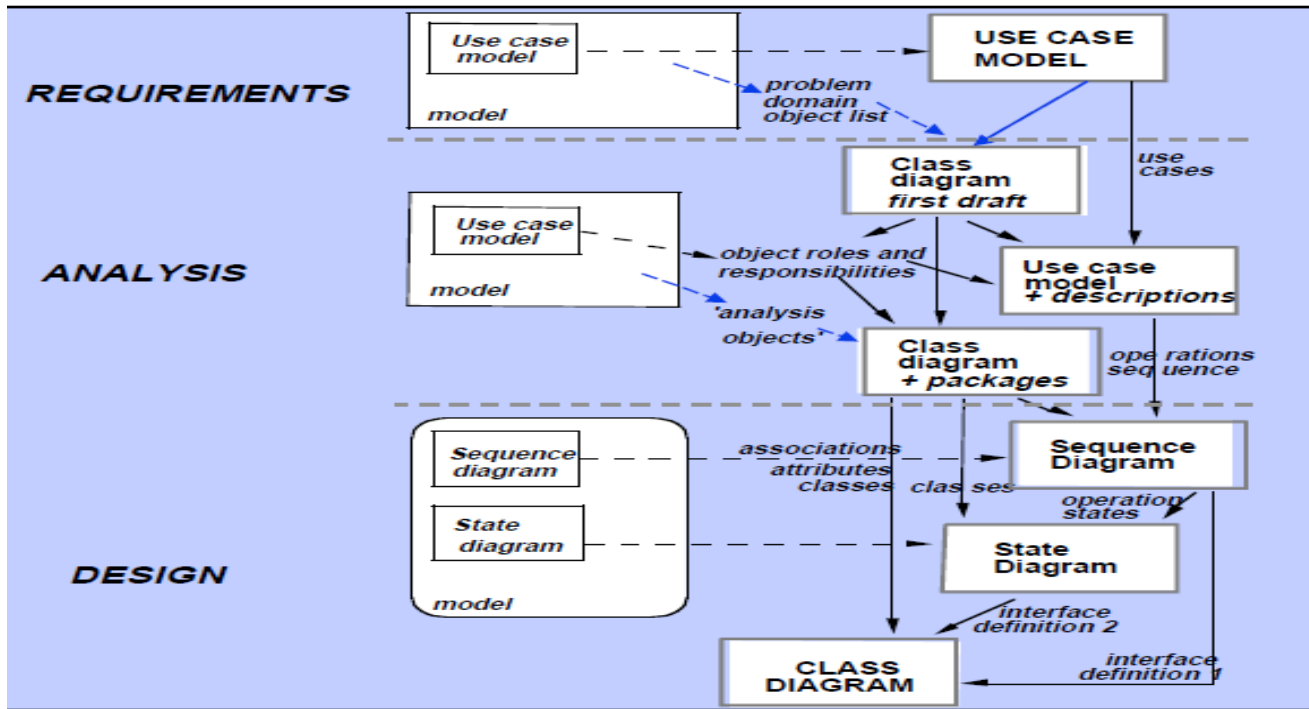 Use case
model
USE CASE
MODEL
REQUIREMENTS
problem
domain
object list
model
Class
diagram
first draft
use
cases
Use case
model
ANALYSIS
object roles and
responsibilities
Use case
model
+ descriptions
model
'analysis
objects'
Class
diagram
+ packages
ope rations
seq uence
Sequence
diagram
associations
attributes
classes
clas ses
Sequence
Diagram
operation
states
State
diagram
State
Diagram
DESIGN
model
interface
definition 2
CLASS
DIAGRAM
interface
definition 1